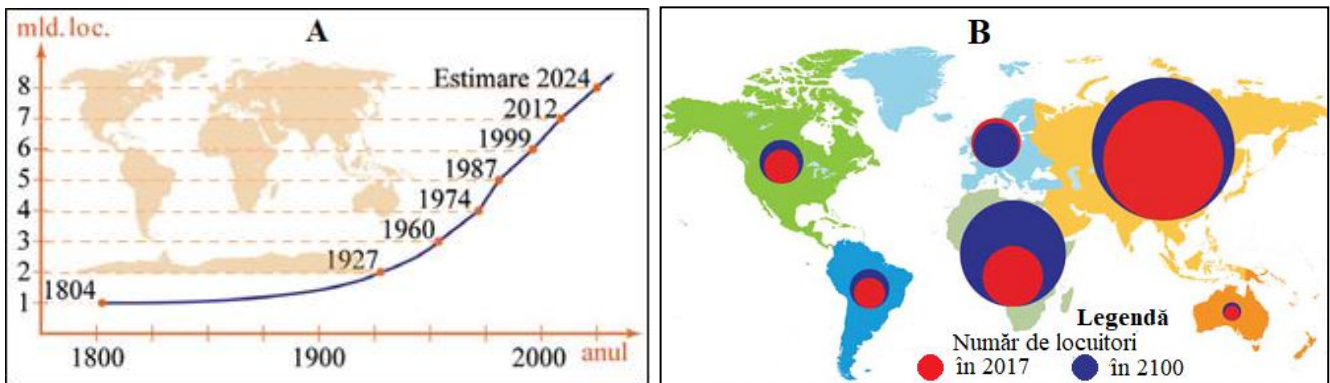 mld. loc.
A
8
7
6
5
4
3
2
1
Estimare 2024
2012
1999
1987
1974
1960
1927
1804
1800
1900
2000
anul
B
Legendă
Număr de locuitori
în 2017
în 2100